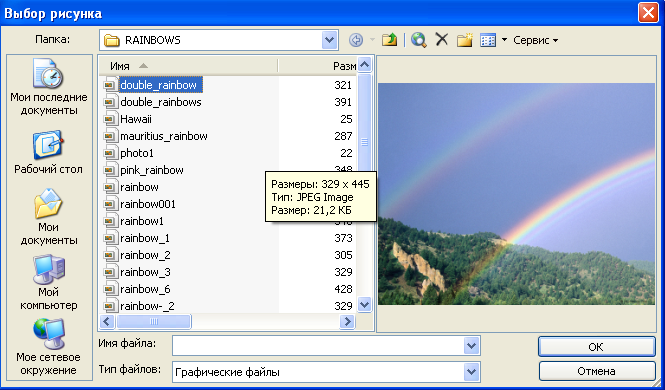 Выбор рисунка
Папка: RAINBOWS Сервис
Имя Разм
Мои последние документы
Рабочий стол
Мои документы
Мой компьютер
Мое сетевое окружение
double_rainbow 321
double_rainbows 391
Hawaii 25
mauritius_rainbow 287
photo1 22
pink_rainbow 348
rainbow
rainbow001
rainbow1
rainbow_1 373
rainbow_2 305
rainbow_3 329
rainbow_6 428
rainbow-_2 329
Размеры: 329 x 445
Тип: JPEG Image
Размер: 21,2 КБ
Имя файла:
OK
Тип файлов: Графические файлы
Отмена